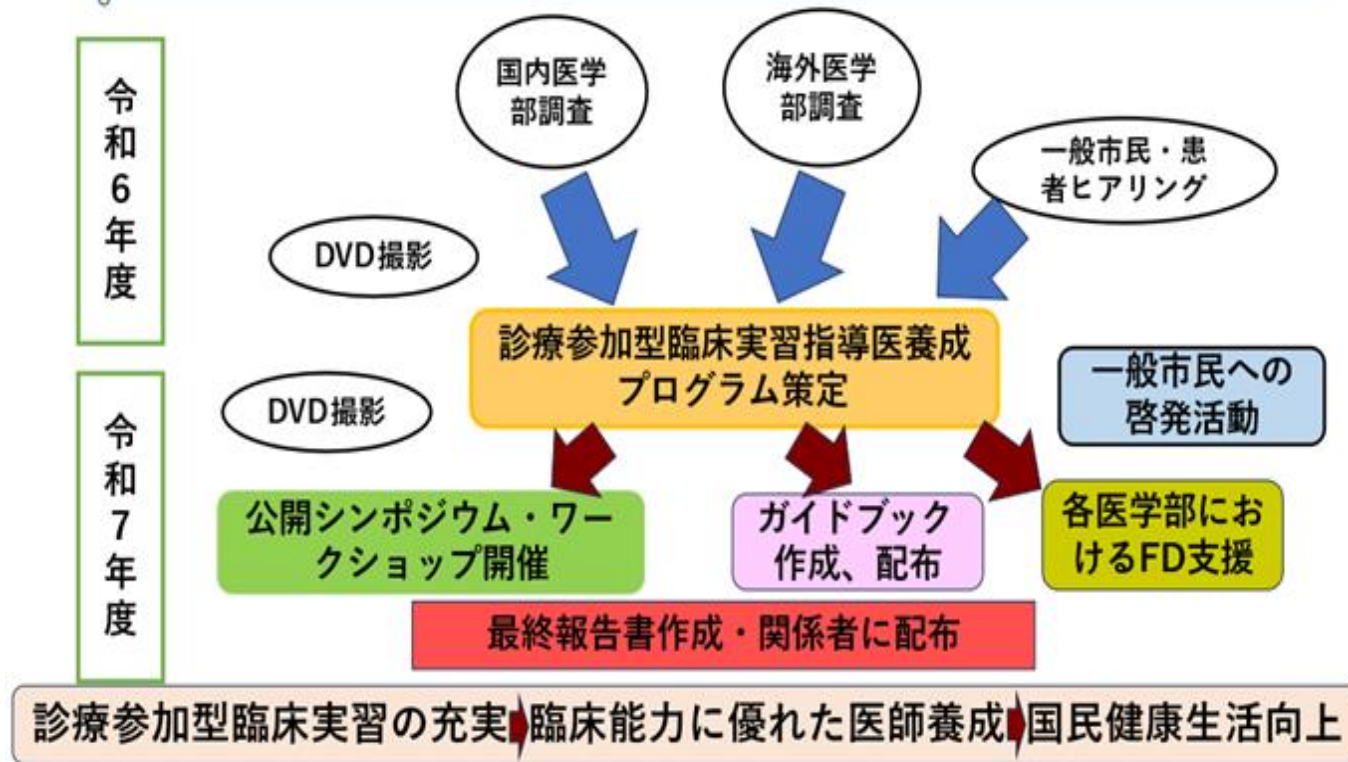 令和6年度
国内医学
部調査
海外医学
部調査
一般市民・患
者ヒアリング
DVD撮影
診療参加型臨床実習指導医養成
プログラム策定
令和7年度
DVD撮影
一般市民への
啓発活動
公開シンポジウム・ワー
クショップ開催
ガイドブック
作成、配布
各医学部にお
けるFD支援
最終報告書作成・関係者に配布
診療参加型臨床実習の充実
臨床能力に優れた医師養成
国民健康生活向上